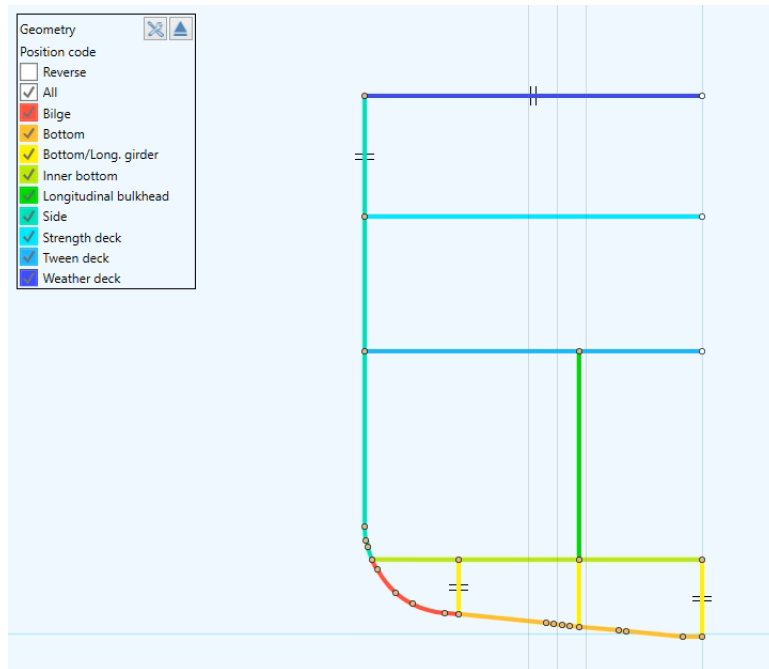 Geometry
Position code
Reverse
All
Bilge
Bottom
Bottom/Long. girder
Inner bottom
Longitudinal bulkhead
Side
Strength deck
Tween deck
Weather deck